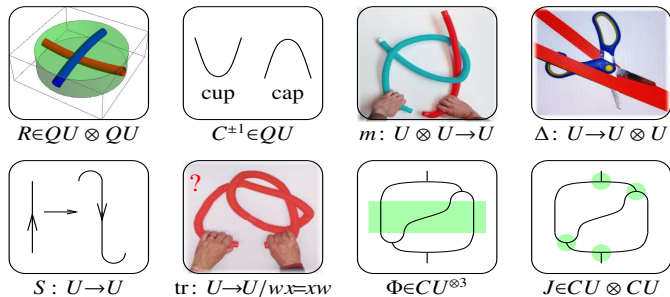 cup cap
R∈QU ⊗ QU
C±¹∈QU
m: U ⊗ U→U
Δ: U→U ⊗ U
?
S : U→U
tr: U→U/wx=xw
Φ∈CU⊗³
J∈CU ⊗ CU